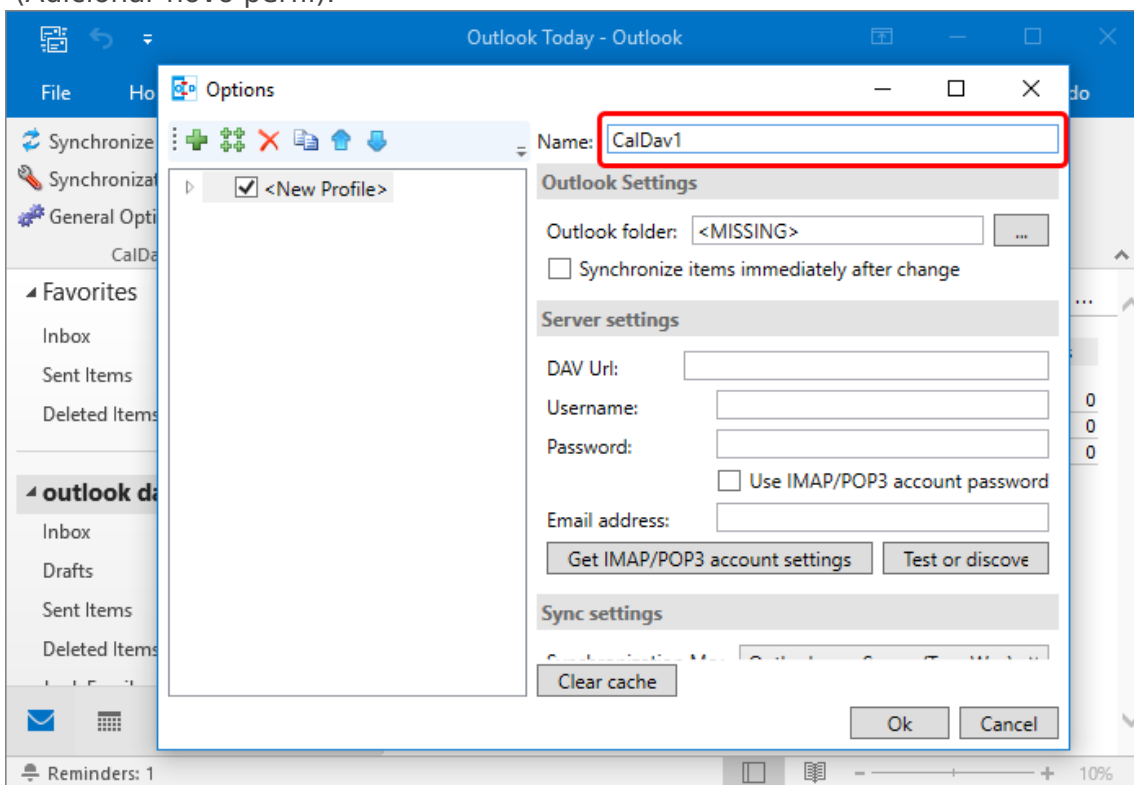 (Adicionar novo perfil).
Outlook Today - Outlook
File
Ho
do
Synchronize
Synchronizat
General Opti
CalDa
Favorites
Inbox
Sent Items
Deleted Items
outlook da
Inbox
Drafts
Sent Items
Deleted Items
Reminders: 1
Options
<New Profile>
Name: CalDav1
Outlook Settings
Outlook folder: <MISSING> ...
Synchronize items immediately after change
Server settings
DAV Url:
Username:
Password:
Use IMAP/POP3 account password
Email address:
Get IMAP/POP3 account settings Test or discove
Sync settings
Clear cache
Ok Cancel
...
0
0
0
10%